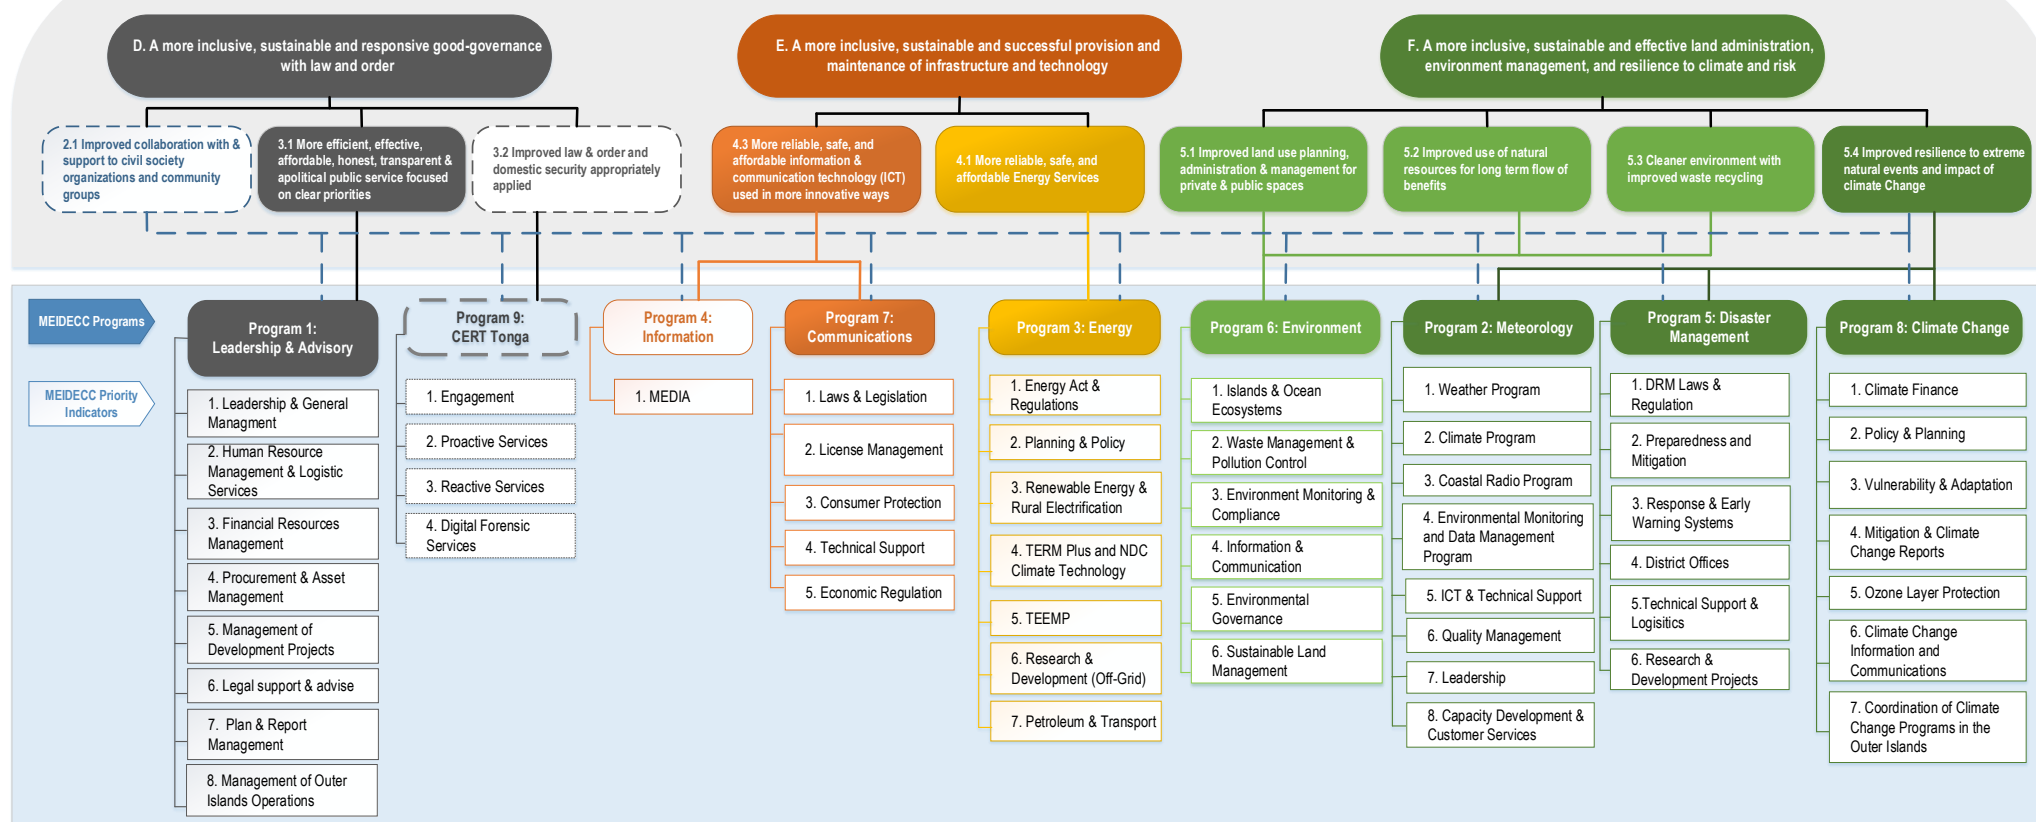 D. A more inclusive, sustainable and responsive good-governance
with law and order
E. A more inclusive, sustainable and successful provision and
maintenance of infrastructure and technology
F. A more inclusive, sustainable and effective land administration,
environment management, and resilience to climate and risk
2.1 Improved collaboration with &
support to civil society
organizations and community
groups
3.1 More efficient, effective,
affordable, honest, transparent &
apolitical public service focused
on clear priorities
3.2 Improved law & order and
domestic security appropriately
applied
4.3 More reliable, safe, and
affordable information &
communication technology (ICT)
used in more innovative ways
4.1 More reliable, safe, and
affordable Energy Services
5.1 Improved land use planning,
administration & management for
private & public spaces
5.2 Improved use of natural
resources for long term flow of
benefits
5.3 Cleaner environment with
improved waste recycling
5.4 Improved resilience to extreme
natural events and impact of
climate Change
MEIDECC Programs
MEIDECC Priority
Indicators
Program 1:
Leadership & Advisory
1. Leadership & General
Managment
2. Human Resource
Management & Logistic
Services
3. Financial Resources
Management
4. Procurement & Asset
Management
5. Management of
Development Projects
6. Legal support & advise
7. Plan & Report
Management
8. Management of Outer
Islands Operations
Program 9:
CERT Tonga
1. Engagement
2. Proactive Services
3. Reactive Services
4. Digital Forensic
Services
Program 4:
Information
1. MEDIA
Program 7:
Communications
1. Laws & Legislation
2. License Management
3. Consumer Protection
4. Technical Support
5. Economic Regulation
Program 3: Energy
1. Energy Act &
Regulations
2. Planning & Policy
3. Renewable Energy &
Rural Electrification
4. TERM Plus and NDC
Climate Technology
5. TEEMP
6. Research &
Development (Off-Grid)
7. Petroleum & Transport
Program 6: Environment
1. Islands & Ocean
Ecosystems
2. Waste Management &
Pollution Control
3. Environment Monitoring &
Compliance
4. Information &
Communication
5. Environmental
Governance
6. Sustainable Land
Management
Program 2: Meteorology
1. Weather Program
2. Climate Program
3. Coastal Radio Program
4. Environmental Monitoring
and Data Management
Program
5. ICT & Technical Support
6. Quality Management
7. Leadership
8. Capacity Development &
Customer Services
Program 5: Disaster
Management
1. DRM Laws &
Regulation
2. Preparedness and
Mitigation
3. Response & Early
Warning Systems
4. District Offices
5.Technical Support &
Logisitics
6. Research &
Development Projects
Program 8: Climate Change
1. Climate Finance
2. Policy & Planning
3. Vulnerability & Adaptation
4. Mitigation & Climate
Change Reports
5. Ozone Layer Protection
6. Climate Change
Information and
Communications
7. Coordination of Climate
Change Programs in the
Outer Islands